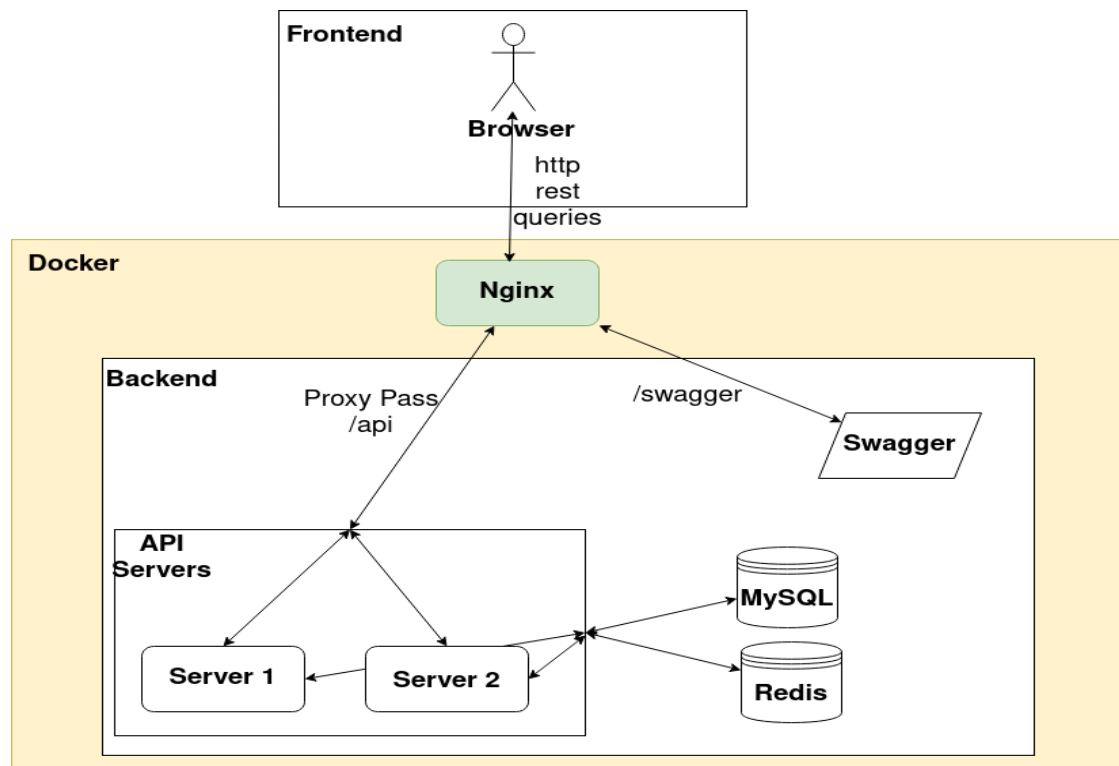 Frontend
Browser
http
rest
queries
Docker
Nginx
Backend
Proxy Pass
/api
/swagger
Swagger
API
Servers
MySQL
Server 1
Server 2
Redis